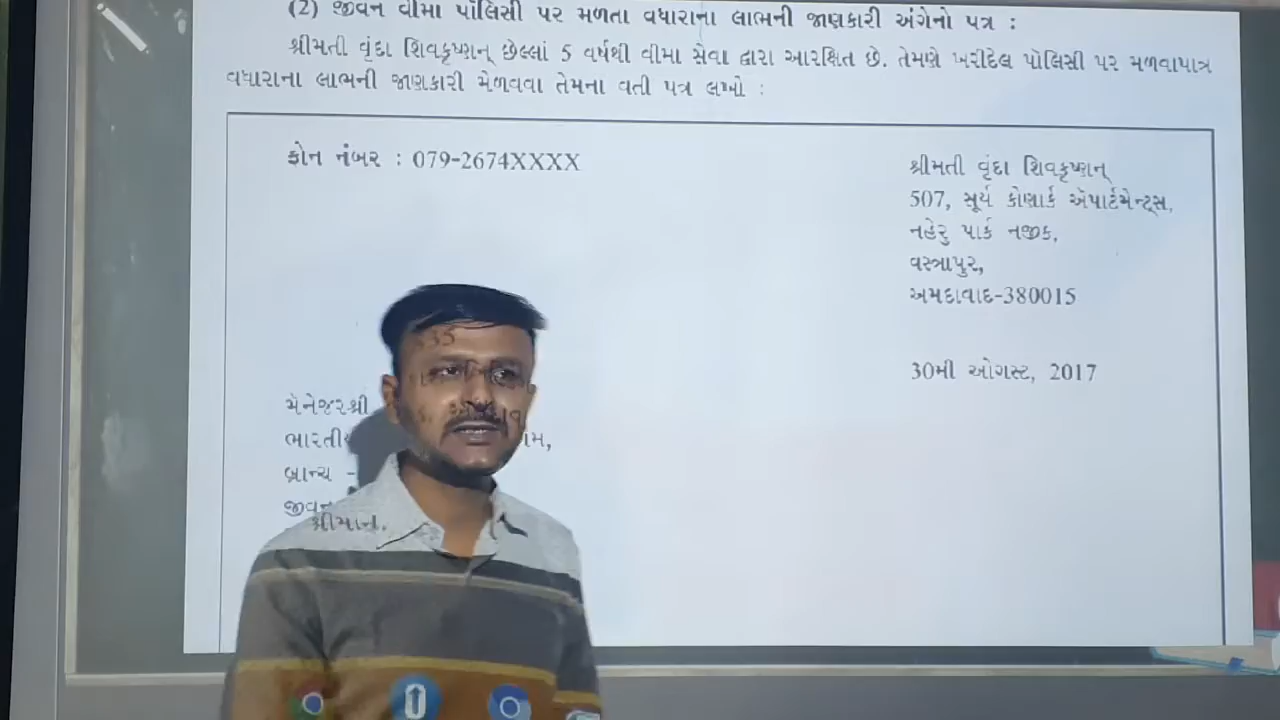 (2) જીવન વીમા પૉલિસી પર મળતા વધારાના લાભની જાણકારી અંગેનો પત્ર :
શ્રીમતી વૃંદા શિવકૃષ્ણન્ છેલ્લાં 5 વર્ષથી વીમા સેવા દ્વારા આરક્ષિત છે. તેમણે ખરીદેલ પૉલિસી પર મળવાપાત્ર
વધારાના લાભની જાણકારી મેળવવા તેમના વતી પત્ર લખો :
ફોન નંબર : 079-2674XXXX
શ્રીમતી વૃંદા શિવકૃષ્ણન્
507, સૂર્ય કોણાર્ક ઍપાર્ટમેન્ટ્સ,
નહેરુ પાર્ક નજીક,
વસ્ત્રાપુર,
અમદાવાદ-380015
30મી ઑગસ્ટ, 2017
મૅનેજરશ્રી
બ્રાન્ચ -
જીવન
શ્રીમાન,